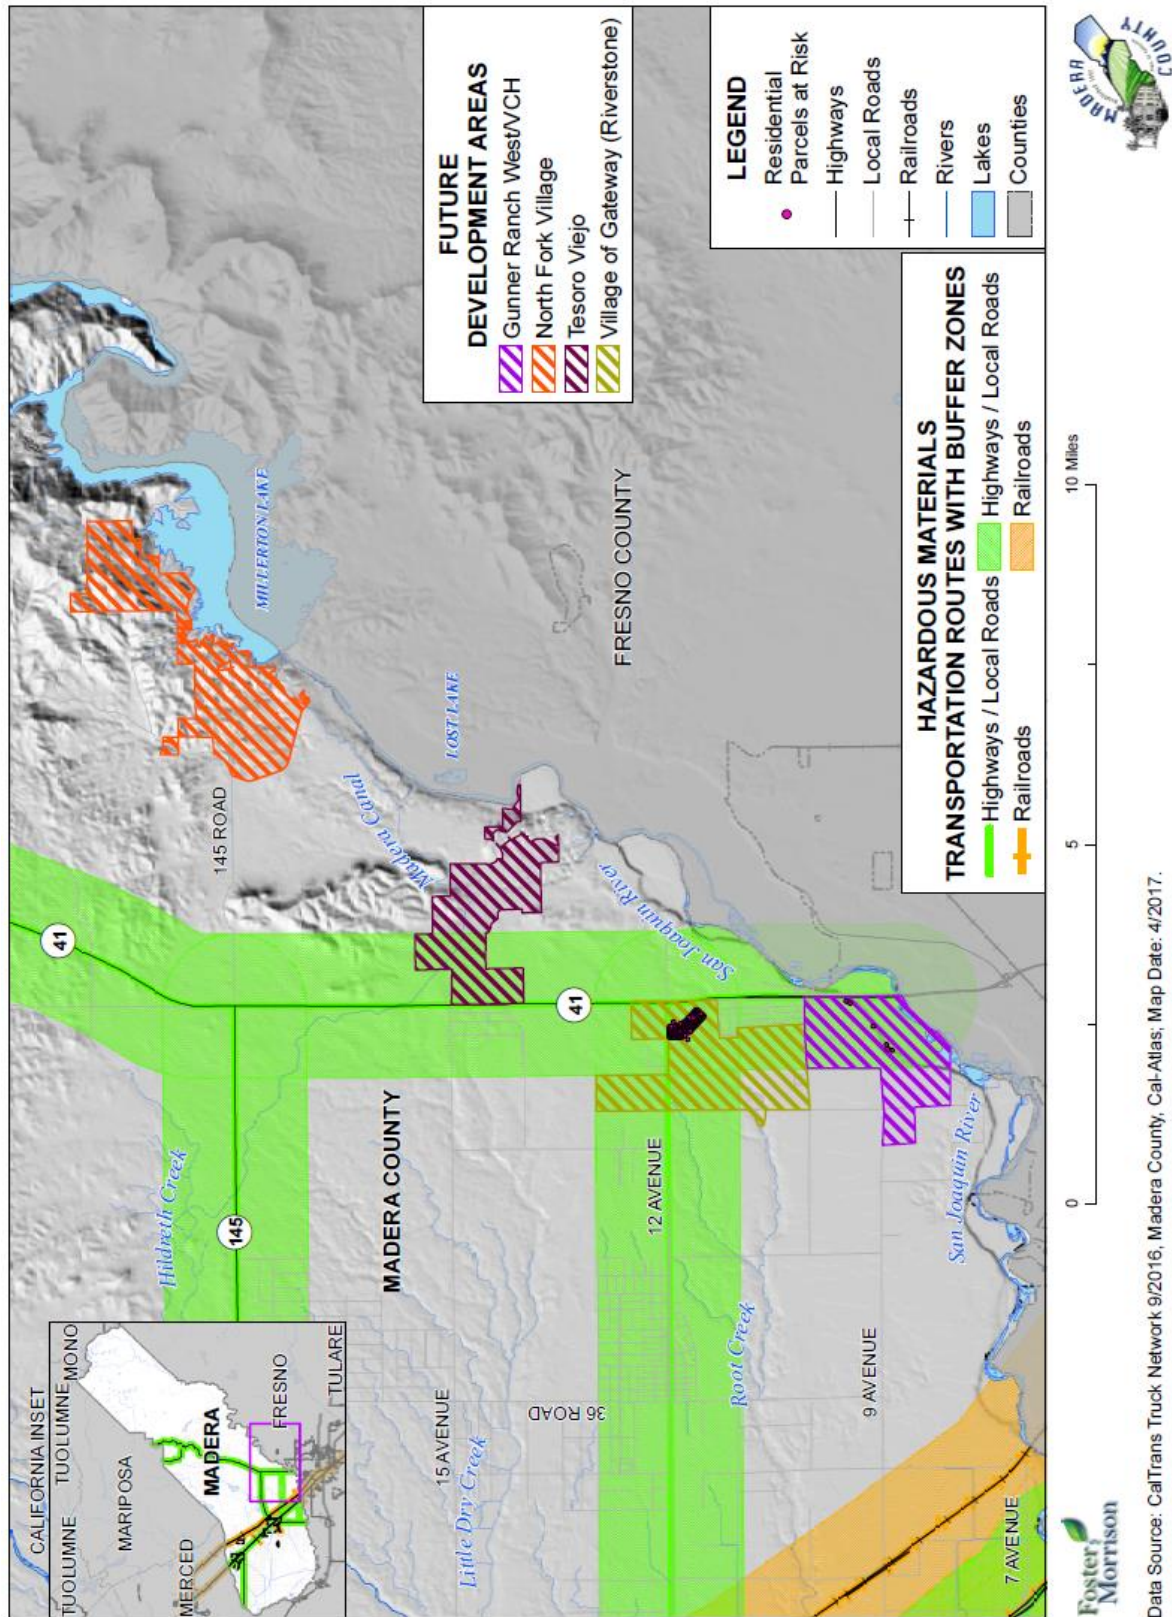 CALIFORNIA INSET
TUOLUMNE
TUOLUMNE
MONO
MARIPOSA
MERCED
MADERA
FRESNO
TULARE
Hildreth Creek
145
41
145 ROAD
MILLERTON LAKE
Madera Canal
LOST LAKE
MADERA COUNTY
15 AVENUE
Little Dry Creek
36 ROAD
41
San Joaquin River
FRESNO COUNTY
12 AVENUE
Root Creek
9 AVENUE
San Joaquin River
7 AVENUE
FUTURE
DEVELOPMENT AREAS
Gunner Ranch West/VCH
North Fork Village
Tesoro Viejo
Village of Gateway (Riverstone)
LEGEND
Residential
Parcels at Risk
Highways
Local Roads
Railroads
Rivers
Lakes
Counties
HAZARDOUS MATERIALS
TRANSPORTATION ROUTES WITH BUFFER ZONES
Highways / Local Roads
Highways / Local Roads
Railroads
Railroads
0
5
10 Miles
Foster
Morrison
MADERA
COUNTY
Data Source: CalTrans Truck Network 9/2016, Madera County, Cal-Atlas; Map Date: 4/2017.